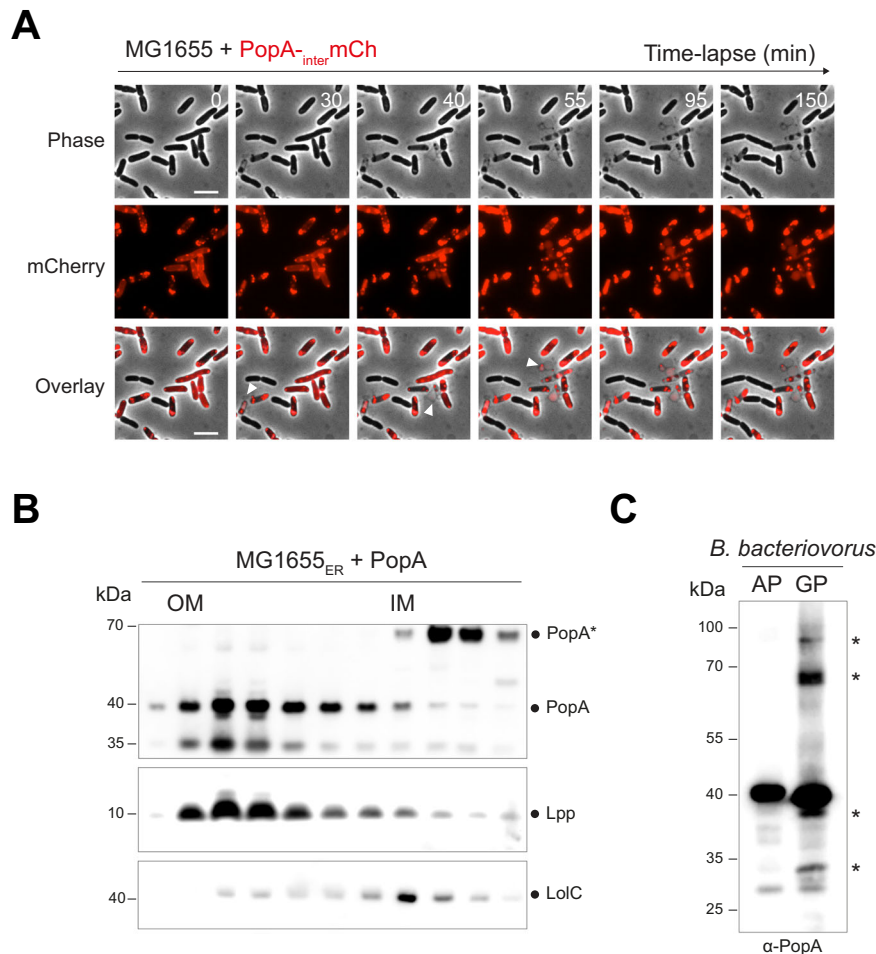 A
MG1655 + PopA-intermCh
Time-lapse (min)
0 30 40 55 95 150
Phase
mCherry
Overlay
B
MG1655ER + PopA
kDa
OM IM
70
● PopA*
40
● PopA
35
10
● Lpp
40
● LolC
C
B. bacteriovorus
kDa AP GP
100
*
70
*
55
40
*
35
*
25
α-PopA